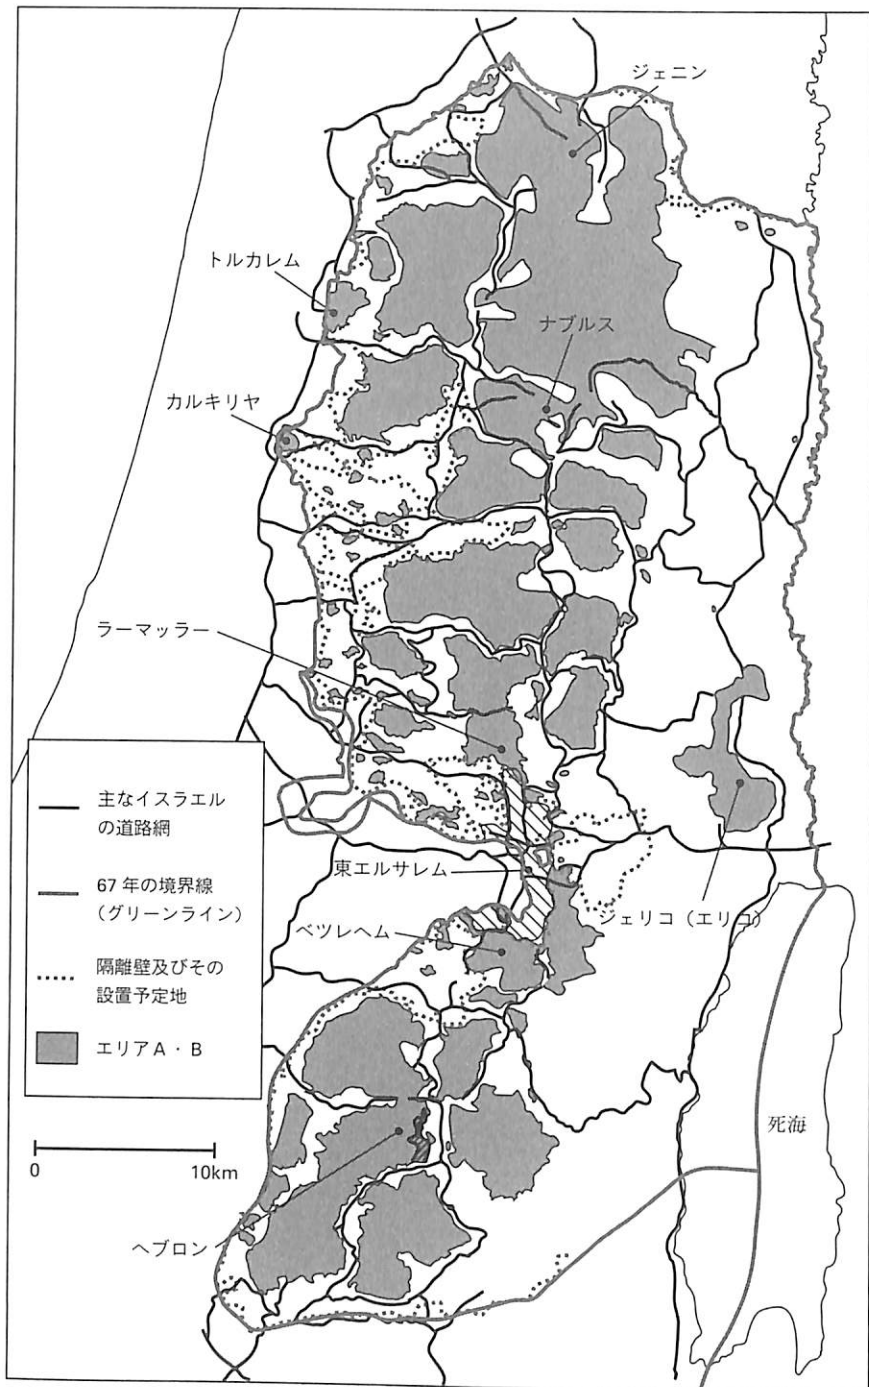 ジェニン
トルカレム
ナブルス
カルキリヤ
ラーマッラー
主なイスラエル
の道路網
67年の境界線
(グリーンライン)
隔離壁及びその
設置予定地
エリアA・B
東エルサレム
ジェリコ(エリコ)
ベツレヘム
死海
0
10km
ヘブロン